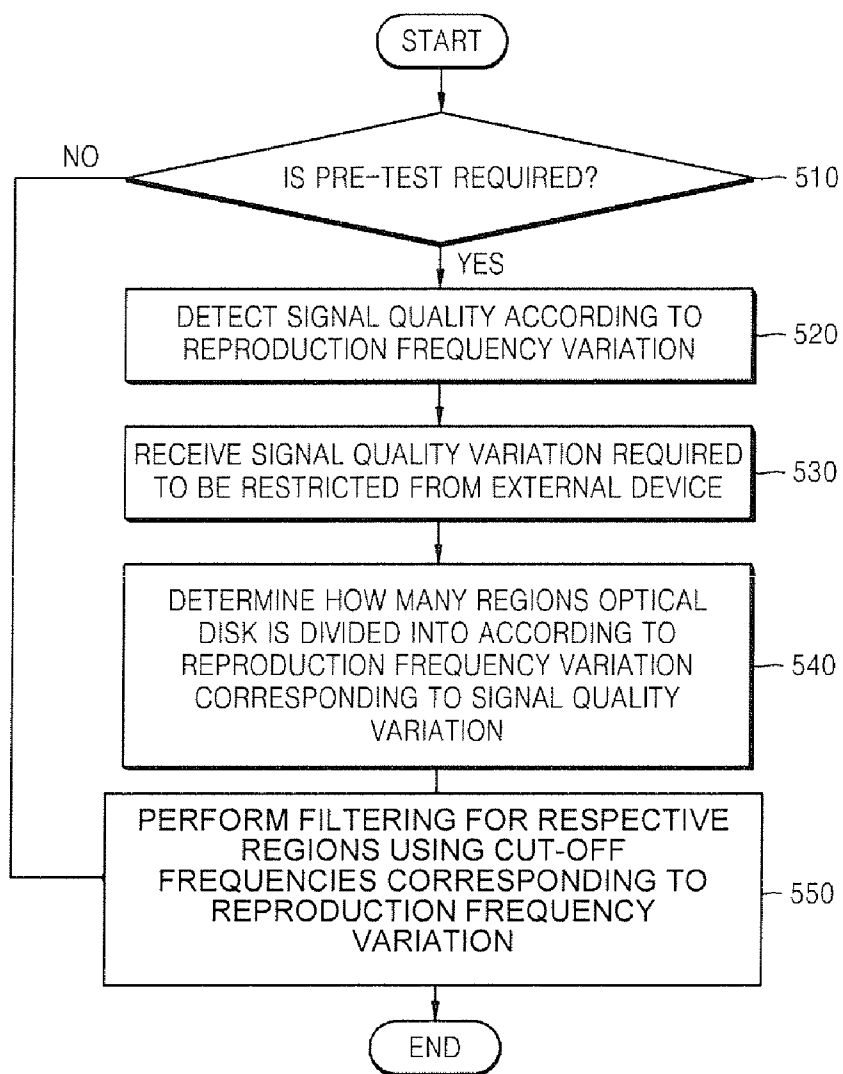 START
NO
IS PRE-TEST REQUIRED?
510
YES
DETECT SIGNAL QUALITY ACCORDING TO
REPRODUCTION FREQUENCY VARIATION
520
RECEIVE SIGNAL QUALITY VARIATION REQUIRED
TO BE RESTRICTED FROM EXTERNAL DEVICE
530
DETERMINE HOW MANY REGIONS OPTICAL
DISK IS DIVIDED INTO ACCORDING TO
REPRODUCTION FREQUENCY VARIATION
CORRESPONDING TO SIGNAL QUALITY
VARIATION
540
PERFORM FILTERING FOR RESPECTIVE
REGIONS USING CUT-OFF
FREQUENCIES CORRESPONDING TO
REPRODUCTION FREQUENCY
VARIATION
550
END